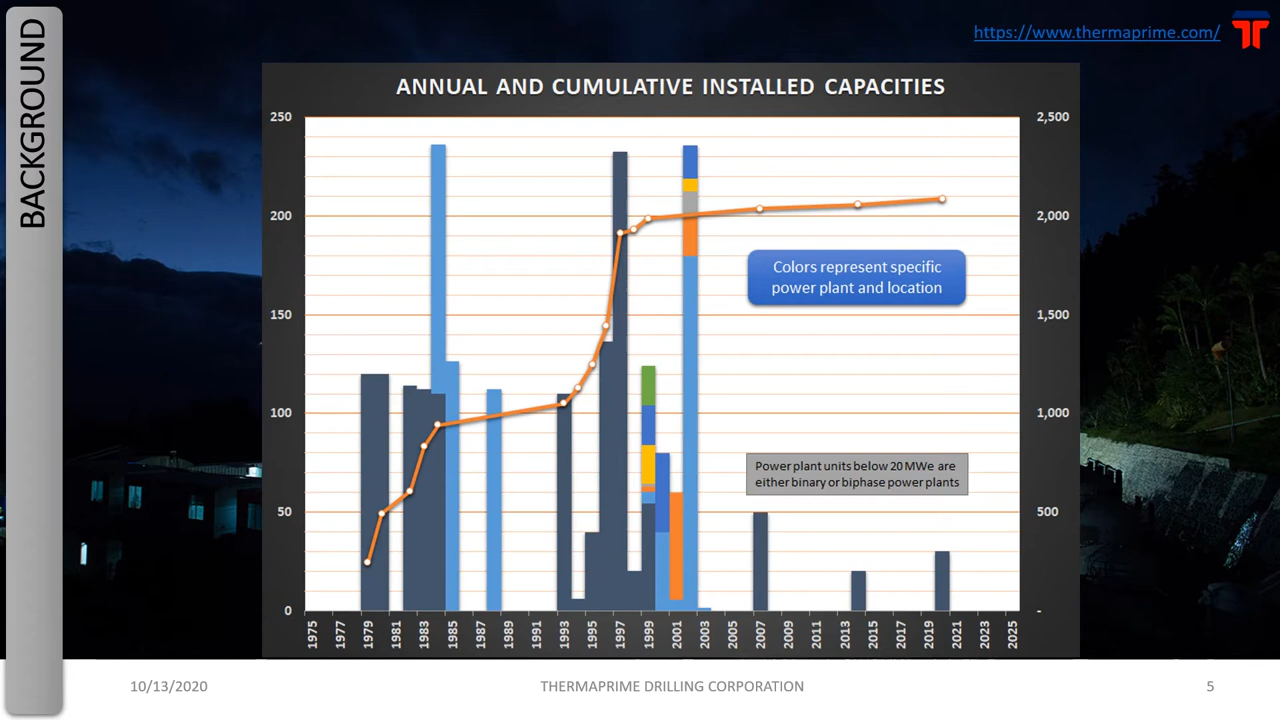 BACKGROUND
https://www.thermaprime.com/
ANNUAL AND CUMULATIVE INSTALLED CAPACITIES
250
200
150
100
50
0
2,500
2,000
1,500
1,000
500
-
Colors represent specific
power plant and location
Power plant units below 20 MWe are
either binary or biphase power plants
1975 1977 1979 1981 1983 1985 1987 1989 1991 1993 1995 1997 1999 2001 2003 2005 2007 2009 2011 2013 2015 2017 2019 2021 2023 2025
10/13/2020 THERMAPRIME DRILLING CORPORATION 5